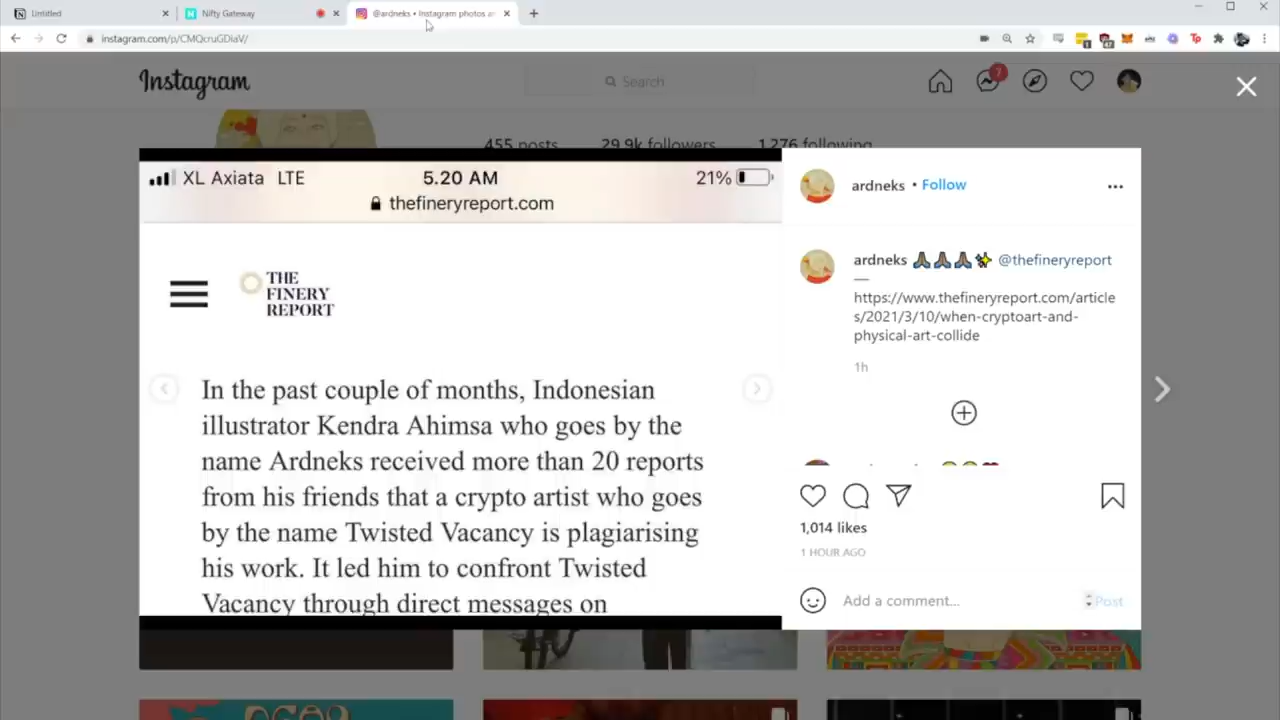 Untitled
Nifty Gateway
@ardneks • Instagram photos an
instagram.com/p/CMQcruGDiaV/
Instagram
Search
7
455 posts 29.9k followers 1,276 following
XL Axiata LTE 5.20 AM 21%
thefineryreport.com
THE
FINERY
REPORT
In the past couple of months, Indonesian
illustrator Kendra Ahimsa who goes by the
name Ardneks received more than 20 reports
from his friends that a crypto artist who goes
by the name Twisted Vacancy is plagiarising
his work. It led him to confront Twisted
Vacancy through direct messages on
ardneks • Follow
ardneks 🙏🏽🙏🏽🙏🏽✨ @thefineryreport
—
https://www.thefineryreport.com/article
s/2021/3/10/when-cryptoart-and-
physical-art-collide
1h
1,014 likes
1 HOUR AGO
Add a comment... Post